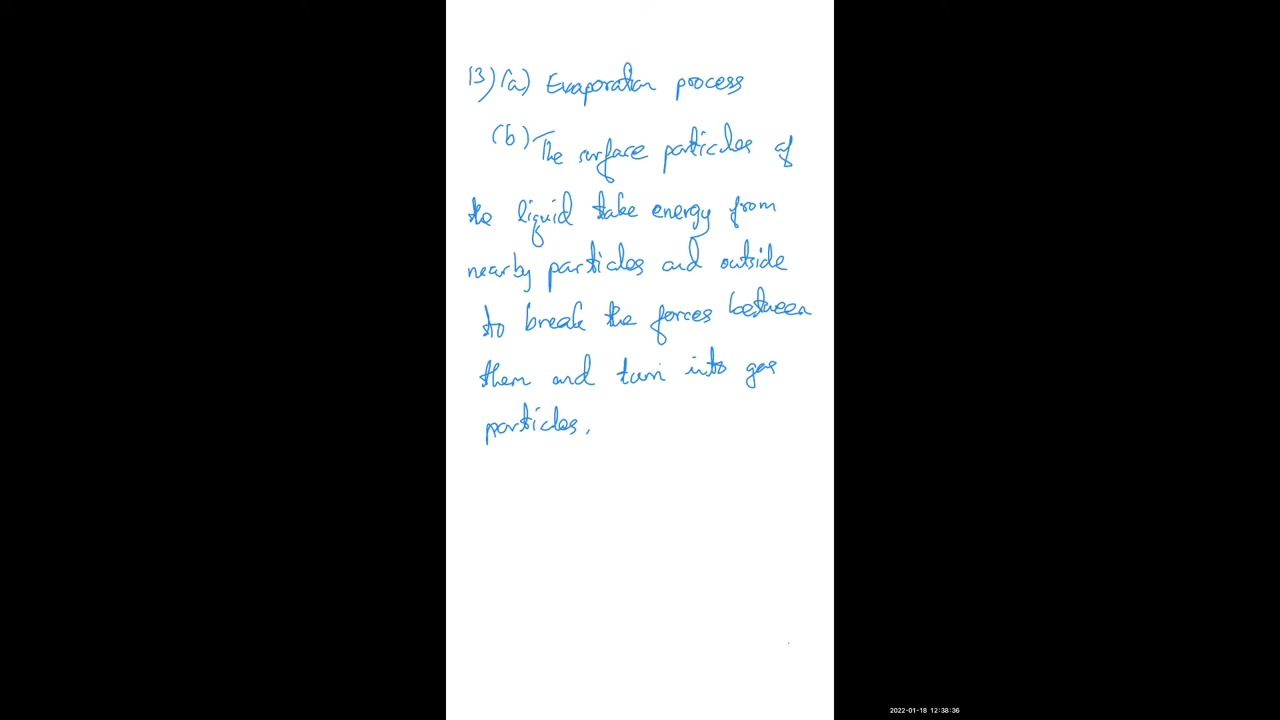 13) (a) Evaporation process
(b) The surface particles of
the liquid take energy from
nearby particles and outside
to break the forces between
them and turn into gas
particles.
2022-01-18 12:38:36